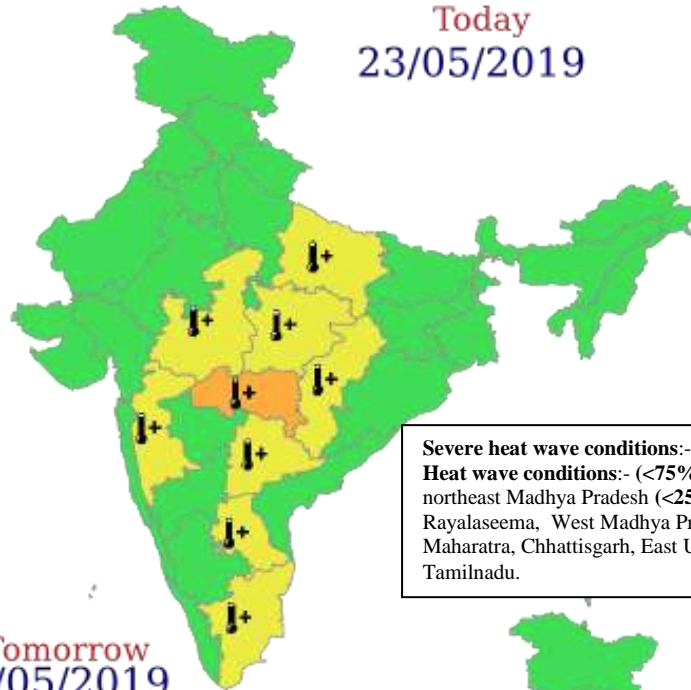 Today
23/05/2019
Severe heat wave conditions:-
Heat wave conditions:- (<75%
northeast Madhya Pradesh (<25
Rayalaseema, West Madhya Pr
Maharatra, Chhattisgarh, East U
Tamilnadu.
Tomorrow
/05/2019